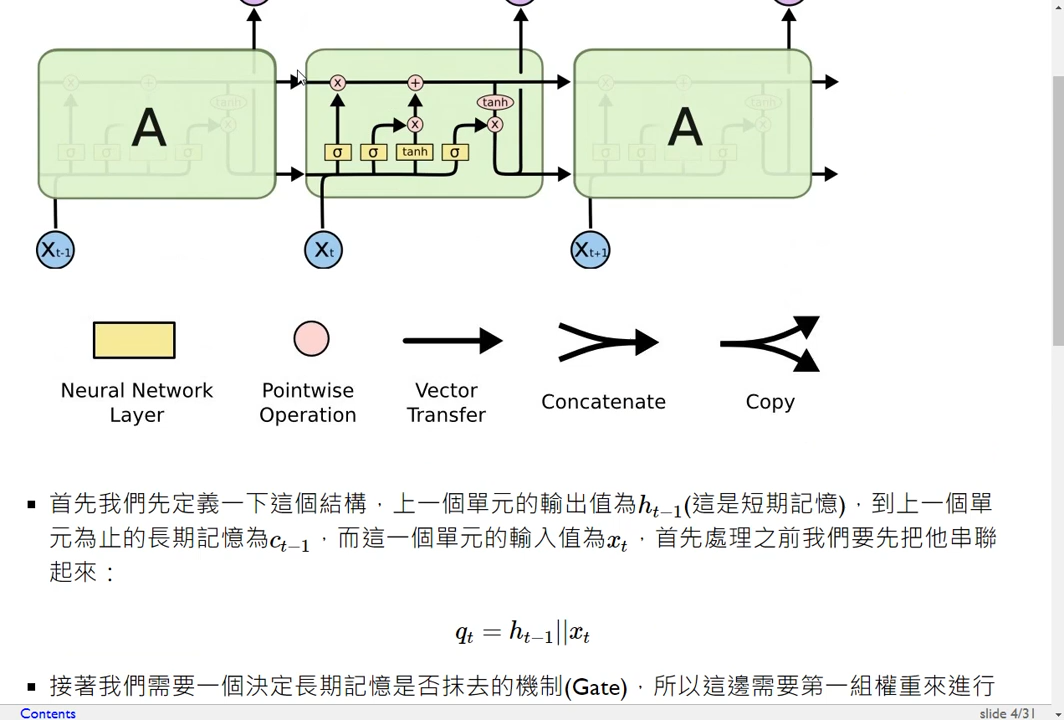 x + tanh x
A σ σ tanh σ A
X t-1 X t X t+1
Neural Network Layer
Pointwise Operation
Vector Transfer
Concatenate
Copy
首先我們先定義一下這個結構，上一個單元的輸出值為h_{t−1}(這是短期記憶)，到上一個單
元為止的長期記憶為c_{t−1}，而這一個單元的輸入值為x_t，首先處理之前我們要先把他串聯
起來：
q_t = h_{t−1}||x_t
接著我們需要一個決定長期記憶是否抹去的機制(Gate)，所以這邊需要第一組權重來進行
Contents slide 4/31